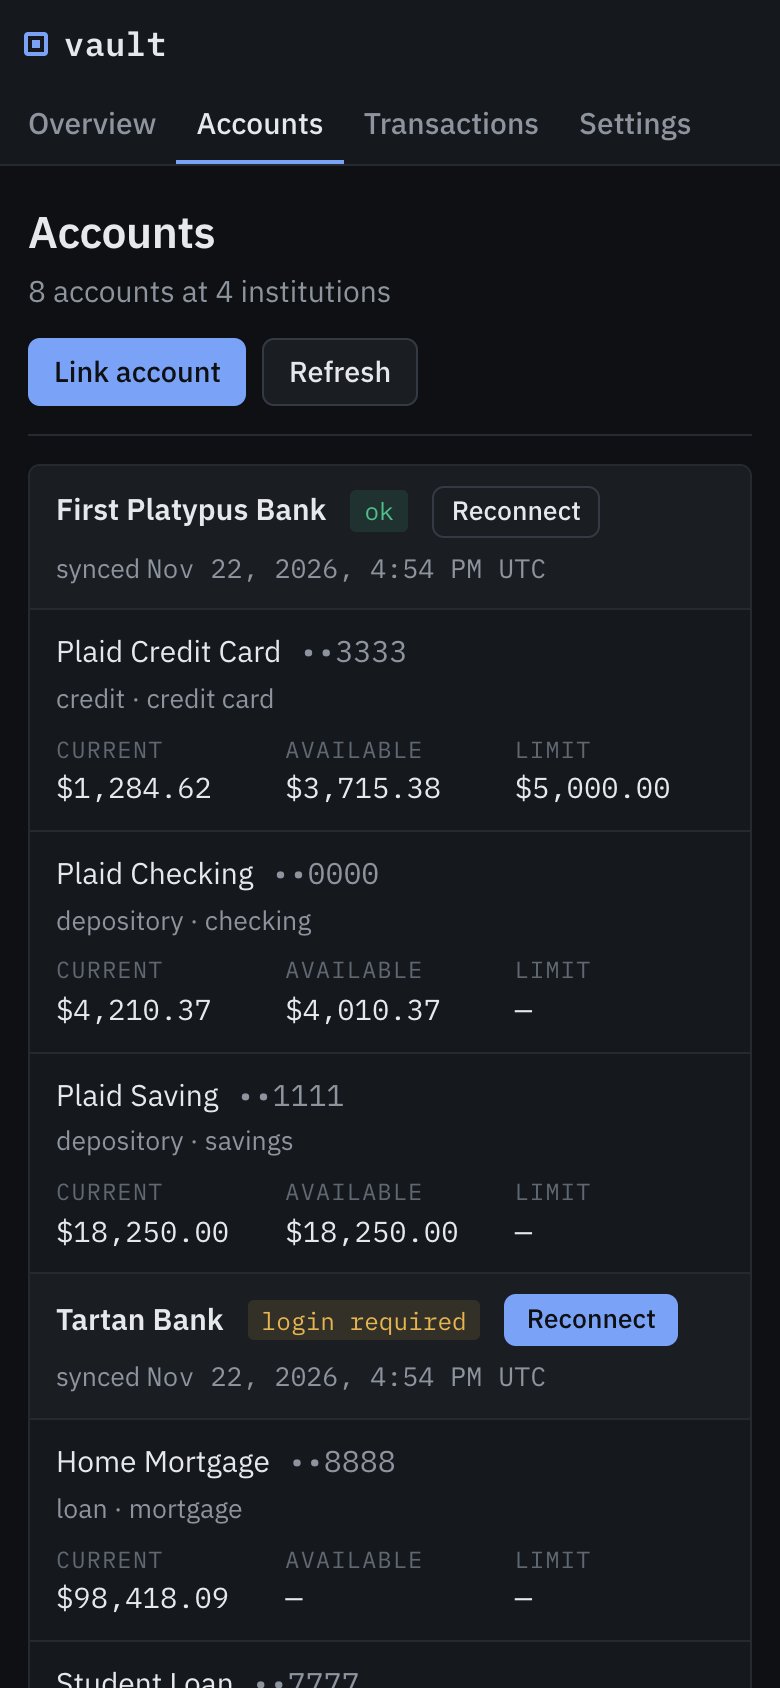 vault
Overview Accounts Transactions Settings
Accounts
8 accounts at 4 institutions
Link account Refresh
First Platypus Bank ok Reconnect
synced Nov 22, 2026, 4:54 PM UTC
Plaid Credit Card ••3333
credit · credit card
CURRENT AVAILABLE LIMIT
$1,284.62 $3,715.38 $5,000.00
Plaid Checking ••0000
depository · checking
CURRENT AVAILABLE LIMIT
$4,210.37 $4,010.37 —
Plaid Saving ••1111
depository · savings
CURRENT AVAILABLE LIMIT
$18,250.00 $18,250.00 —
Tartan Bank login required Reconnect
synced Nov 22, 2026, 4:54 PM UTC
Home Mortgage ••8888
loan · mortgage
CURRENT AVAILABLE LIMIT
$98,418.09 — —
Student Loan ••7777